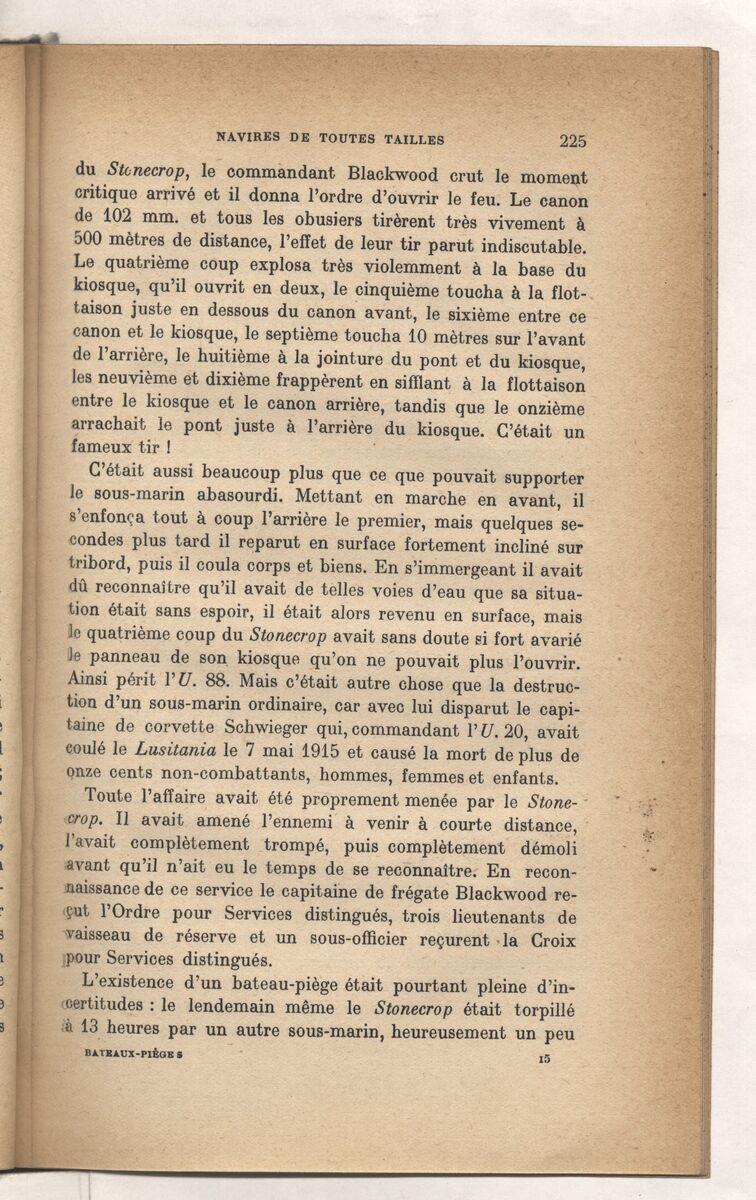 NAVIRES DE TOUTES TAILLES 225
du Stonecrop, le commandant Blackwood crut le moment
critique arrivé et il donna l'ordre d'ouvrir le feu. Le canon
de 102 mm. et tous les obusiers tirèrent très vivement à
500 mètres de distance, l'effet de leur tir parut indiscutable.
Le quatrième coup explosa très violemment à la base du
kiosque, qu'il ouvrit en deux, le cinquième toucha à la flot-
taison juste en dessous du canon avant, le sixième entre ce
canon et le kiosque, le septième toucha 10 mètres sur l'avant
de l'arrière, le huitième à la jointure du pont et du kiosque,
les neuvième et dixième frappèrent en sifflant à la flottaison
entre le kiosque et le canon arrière, tandis que le onzième
arrachait le pont juste à l'arrière du kiosque. C'était un
fameux tir !
C'était aussi beaucoup plus que ce que pouvait supporter
le sous-marin abasourdi. Mettant en marche en avant, il
s'enfonça tout à coup l'arrière le premier, mais quelques se-
condes plus tard il reparut en surface fortement incliné sur
tribord, puis il coula corps et biens. En s'immergeant il avait
dû reconnaître qu'il avait de telles voies d'eau que sa situa-
tion était sans espoir, il était alors revenu en surface, mais
le quatrième coup du Stonecrop avait sans doute si fort avarié
le panneau de son kiosque qu'on ne pouvait plus l'ouvrir.
Ainsi périt l'U. 88. Mais c'était autre chose que la destruc-
tion d'un sous-marin ordinaire, car avec lui disparut le capi-
taine de corvette Schwieger qui, commandant l'U. 20, avait
coulé le Lusitania le 7 mai 1915 et causé la mort de plus de
onze cents non-combattants, hommes, femmes et enfants.
Toute l'affaire avait été proprement menée par le Stone-
crop. Il avait amené l'ennemi à venir à courte distance,
l'avait complètement trompé, puis complètement démoli
avant qu'il n'ait eu le temps de se reconnaître. En recon-
naissance de ce service le capitaine de frégate Blackwood re-
çut l'Ordre pour Services distingués, trois lieutenants de
vaisseau de réserve et un sous-officier reçurent la Croix
pour Services distingués.
L'existence d'un bateau-piège était pourtant pleine d'in-
certitudes : le lendemain même le Stonecrop était torpillé
à 13 heures par un autre sous-marin, heureusement un peu
BATEAUX-PIÈGES 15